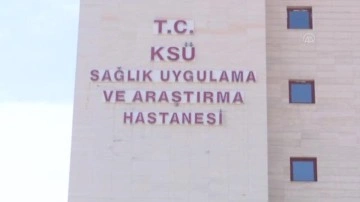 T.C.
KSÜ
SAĞLIK UYGULAMA
VE ARAŞTIRMA
HASTANESİ